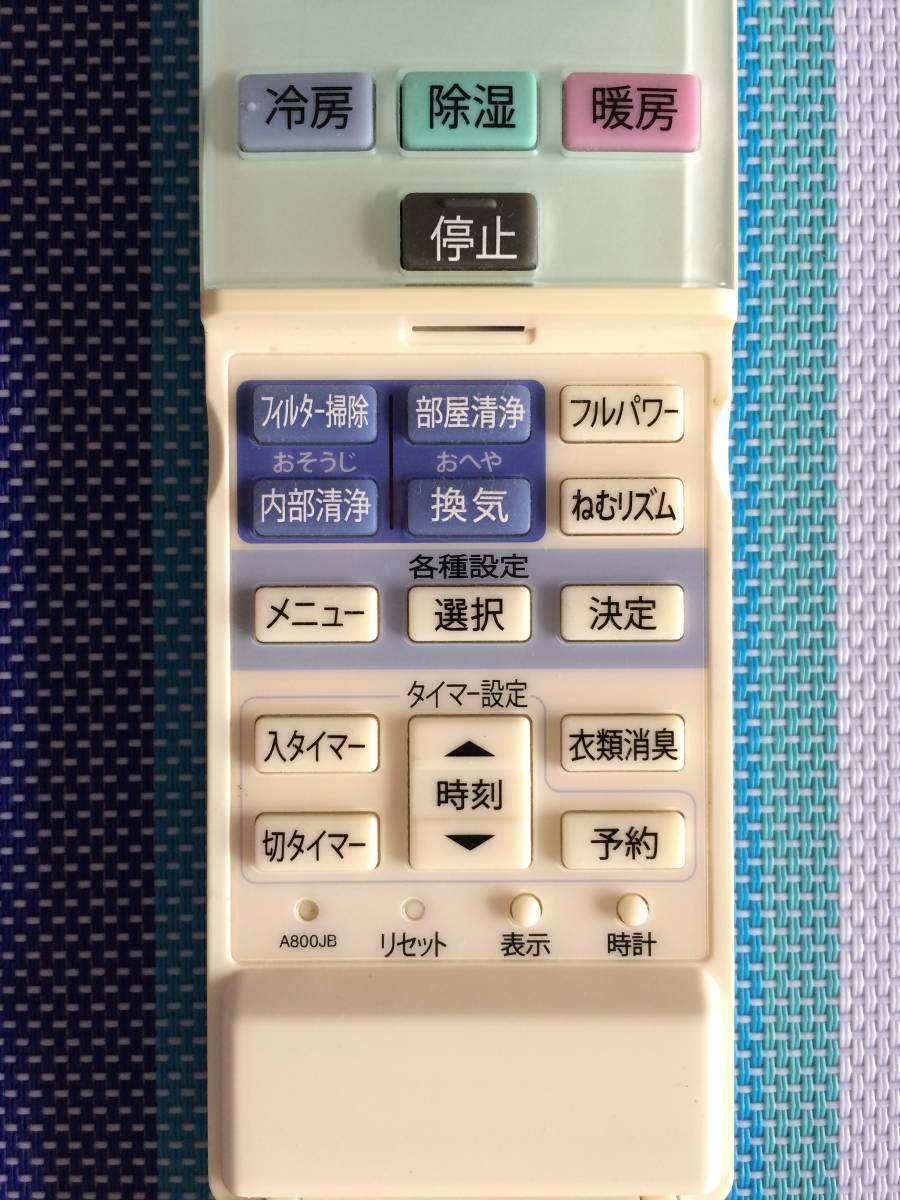 冷房 除湿 暖房
停止
フィルター掃除 部屋清浄 フルパワー
おそうじ おへや
内部清浄 換気 ねむリズム
各種設定
メニュー 選択 決定
タイマー設定
入タイマー ▲ 衣類消臭
時刻
切タイマー ▼ 予約
A800JB リセット 表示 時計